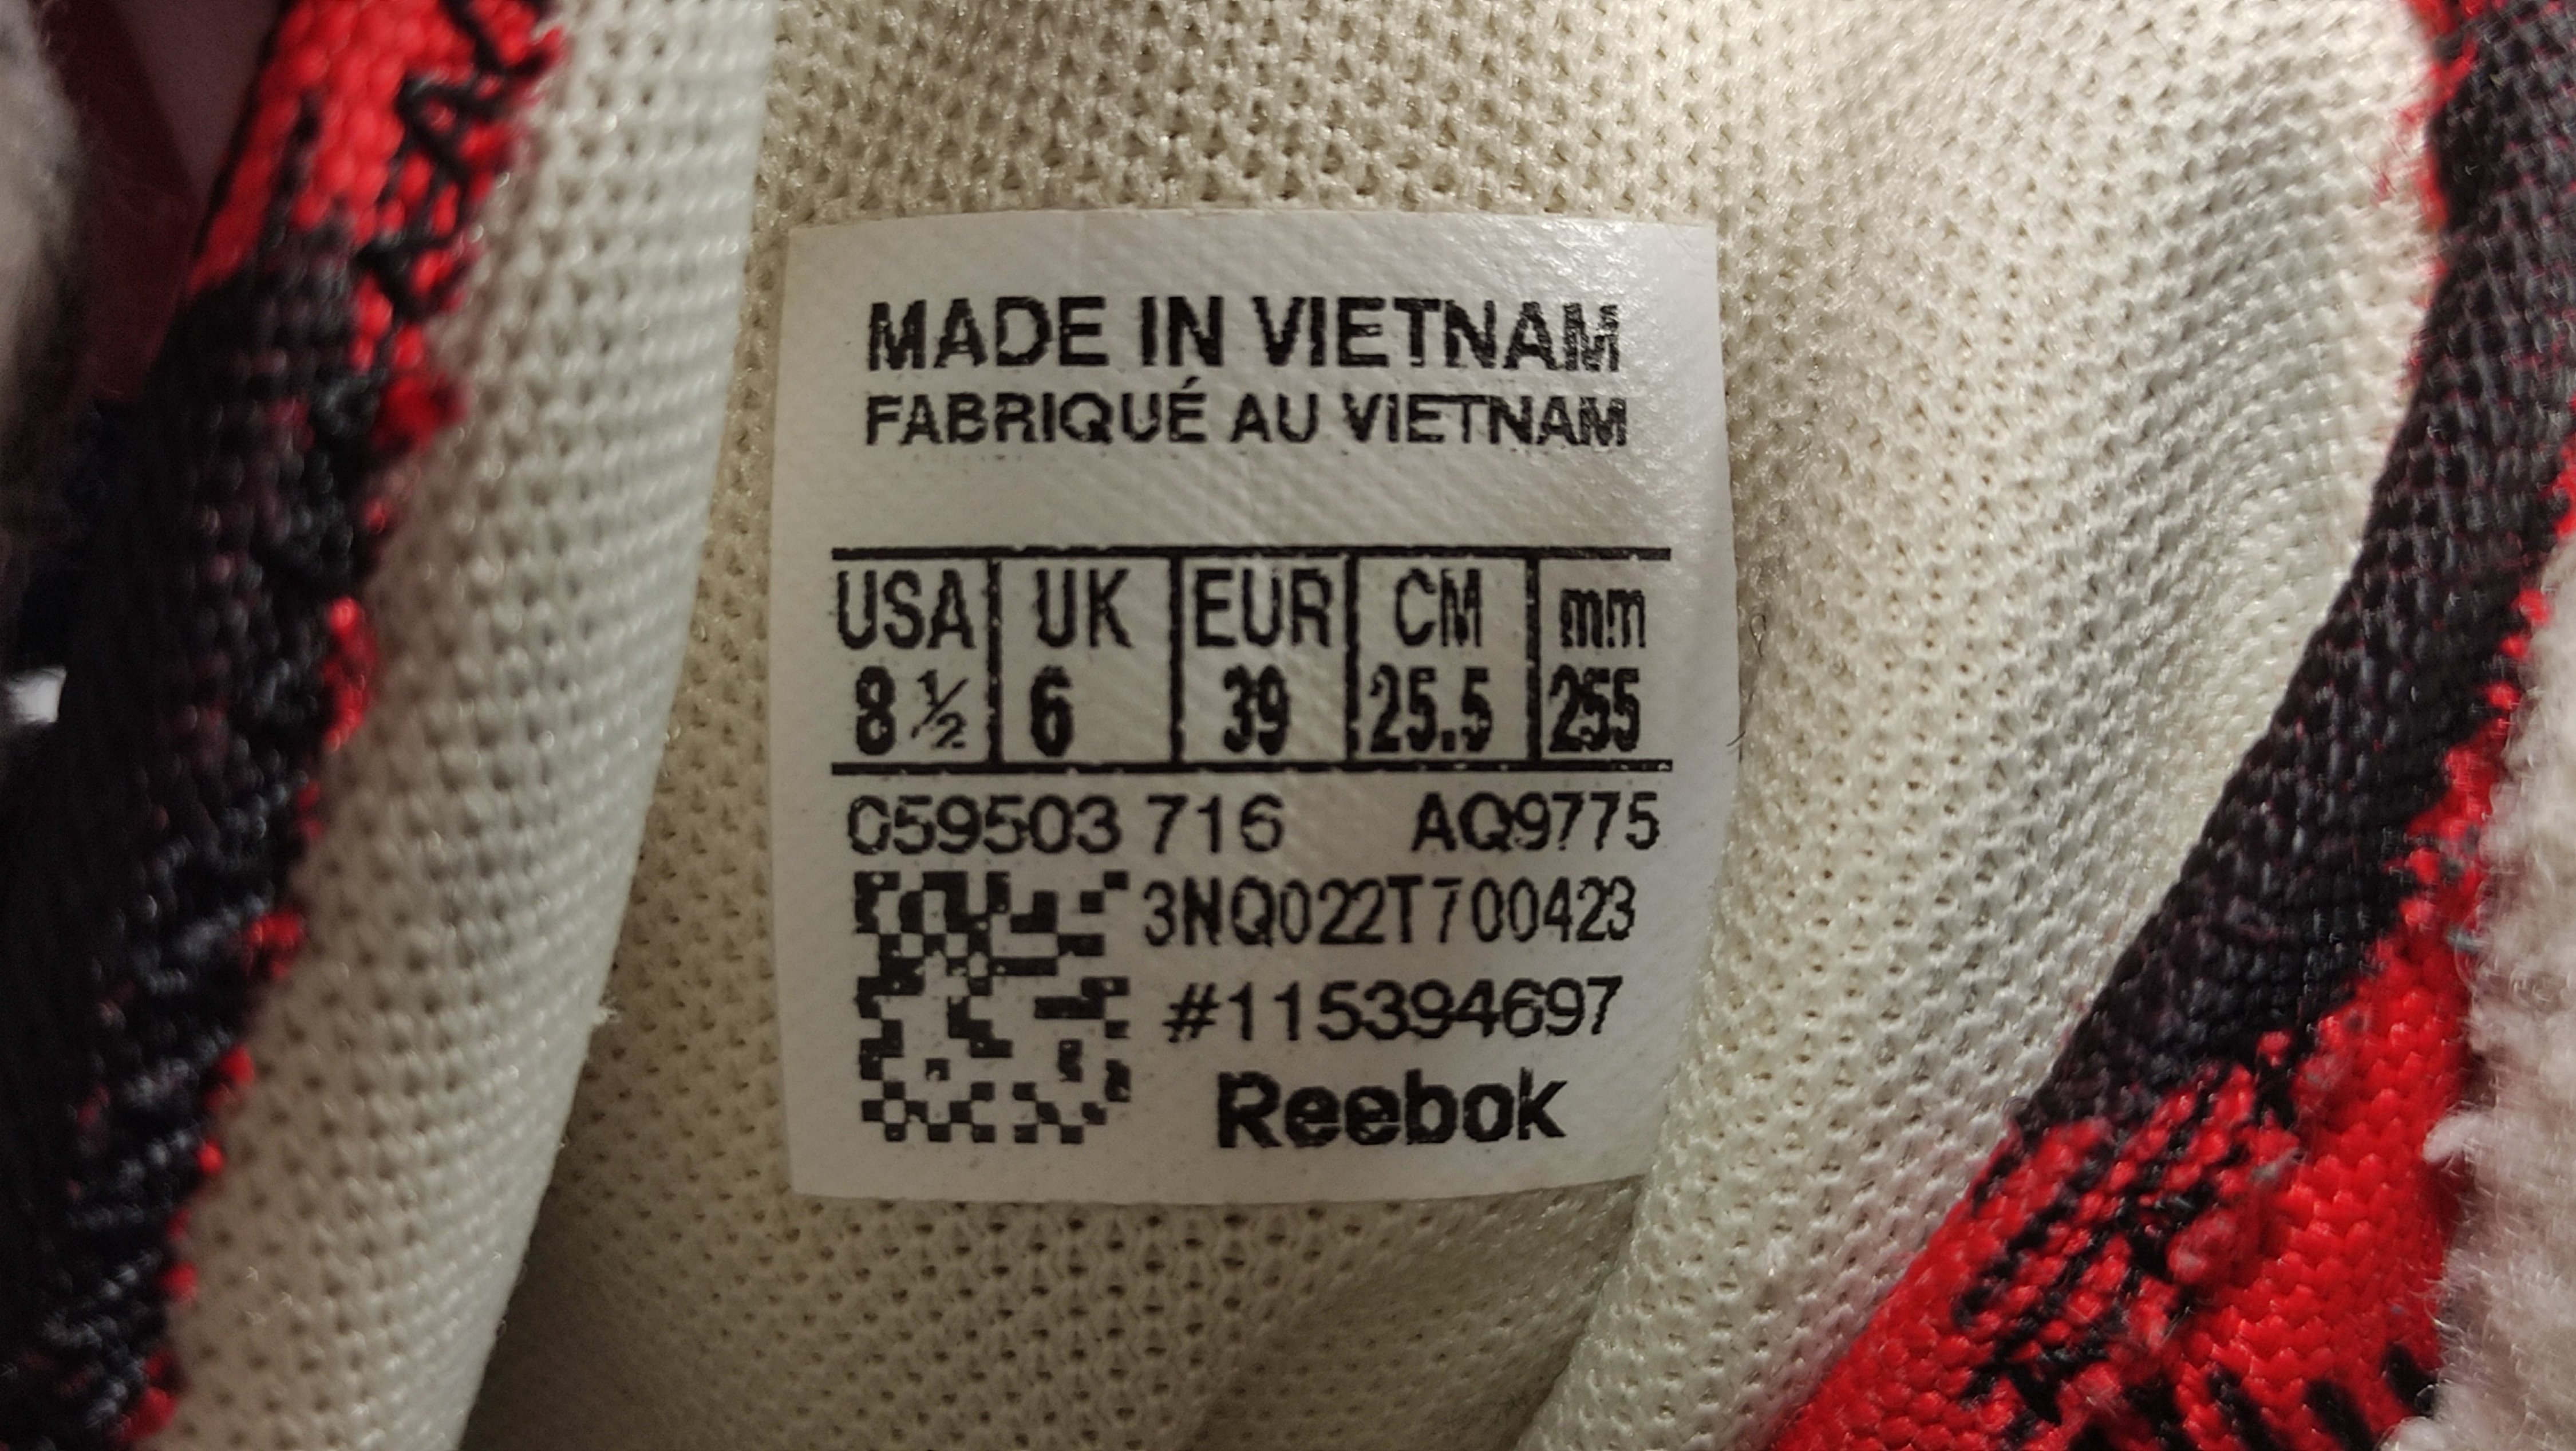 MADE IN VIETNAM
FABRIQUÉ AU VIETNAM
USA UK EUR CM mm
8 ½ 6 39 25.5 255
059503 716 AQ9775
3NQ022T700423
#115394697
Reebok